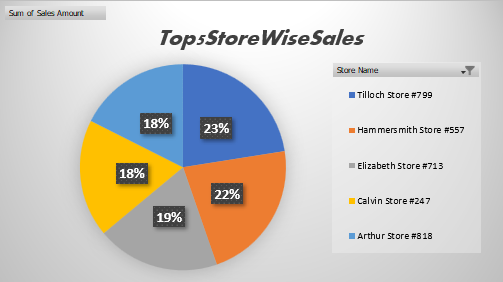 Sum of Sales Amount
Top5StoreWiseSales
Store Name
Tilloch Store #799
Hammersmith Store #557
Elizabeth Store #713
Calvin Store #247
Arthur Store #818
18%
23%
18%
22%
19%